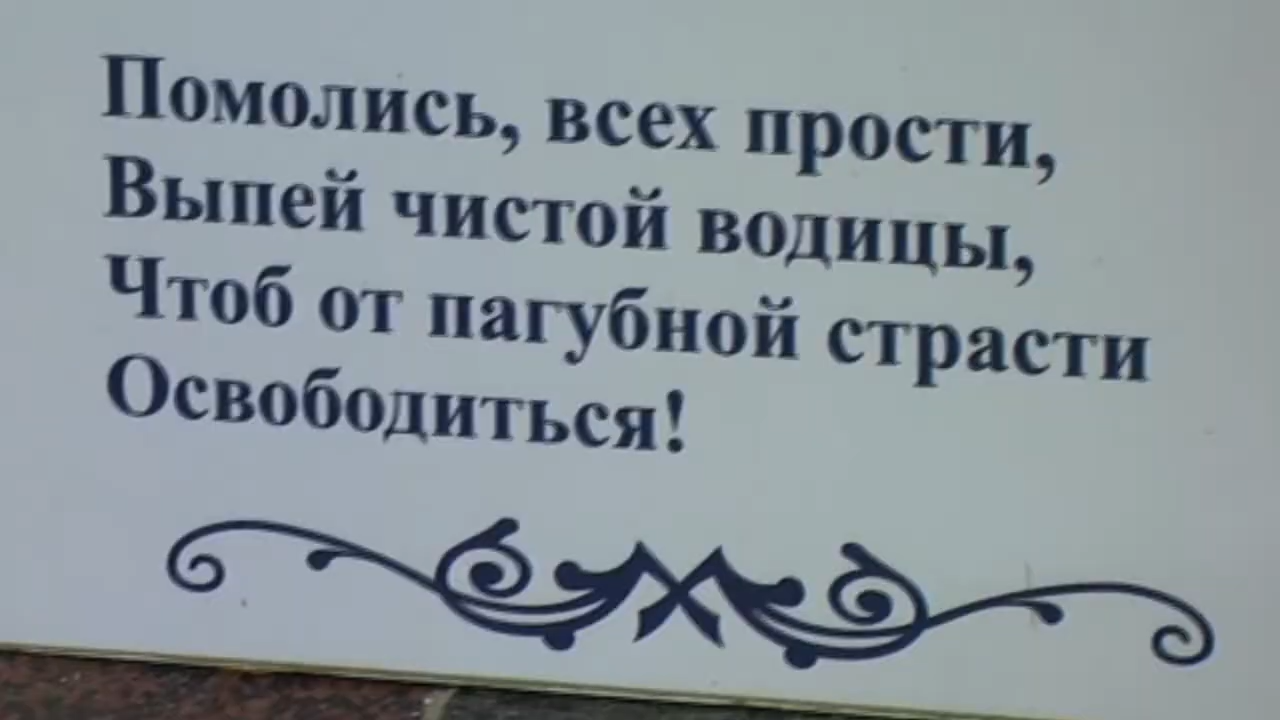 Помолись, всех прости,
Выпей чистой водицы,
Чтоб от пагубной страсти
Освободиться!